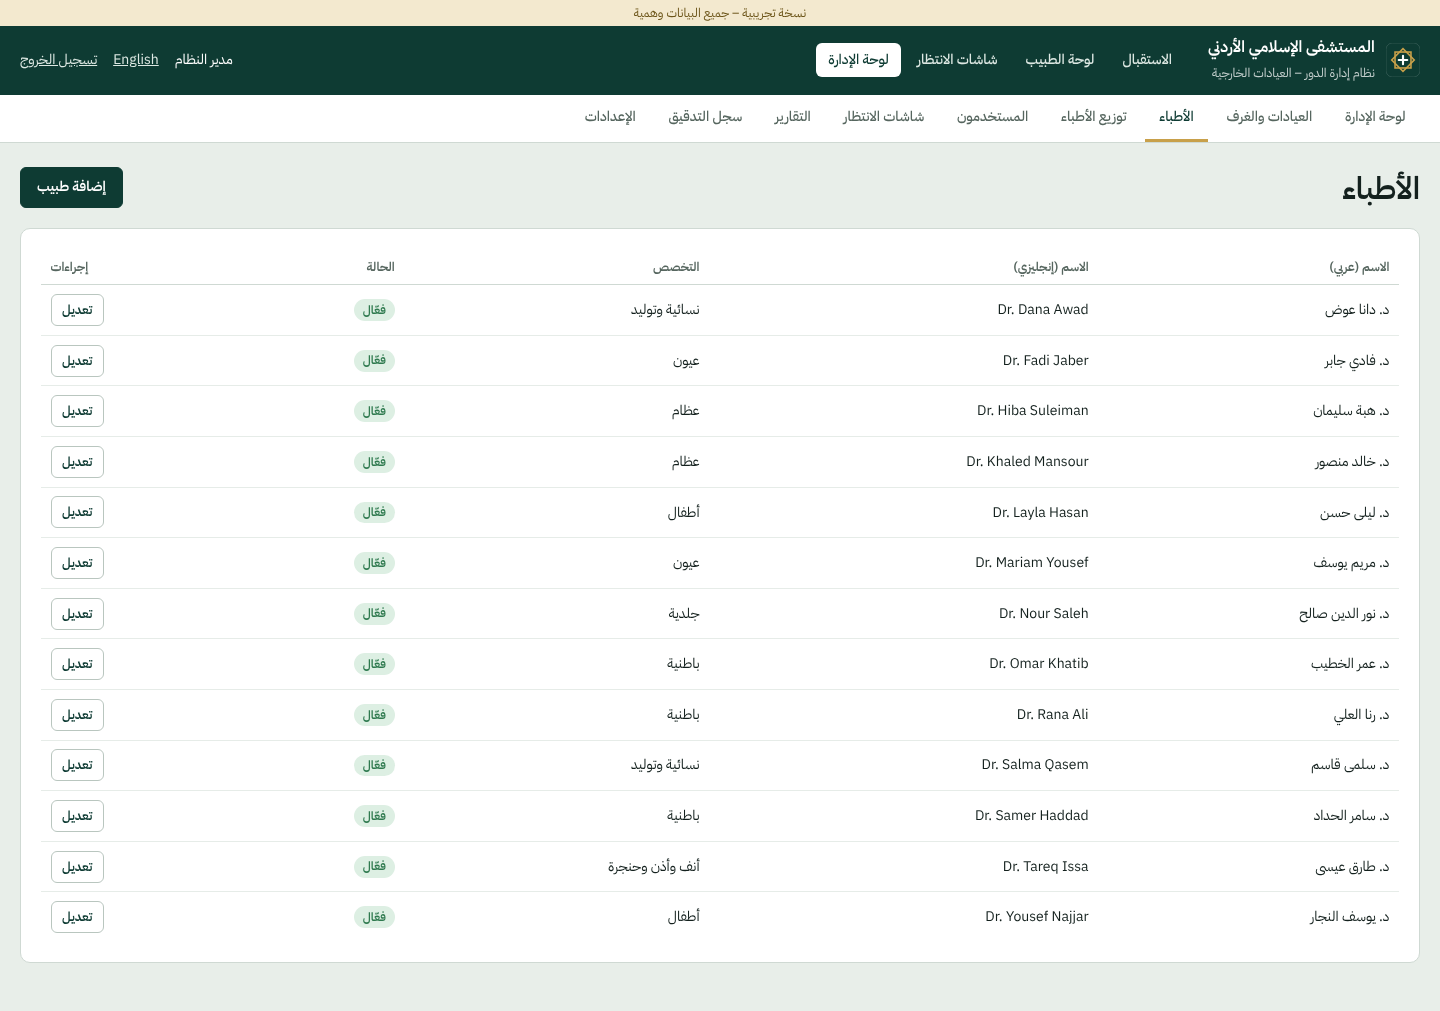 نسخة تجريبية – جميع البيانات وهمية
المستشفى الإسلامي الأردني
نظام إدارة الدور – العيادات الخارجية
الاستقبال لوحة الطبيب شاشات الانتظار لوحة الإدارة مدير النظام English تسجيل الخروج
لوحة الإدارة العيادات والغرف الأطباء توزيع الأطباء المستخدمون شاشات الانتظار التقارير سجل التدقيق الإعدادات
الأطباء إضافة طبيب
الاسم (عربي) الاسم (إنجليزي) التخصص الحالة إجراءات
د. دانا عوض Dr. Dana Awad نسائية وتوليد فعّال تعديل
د. فادي جابر Dr. Fadi Jaber عيون فعّال تعديل
د. هبة سليمان Dr. Hiba Suleiman عظام فعّال تعديل
د. خالد منصور Dr. Khaled Mansour عظام فعّال تعديل
د. ليلى حسن Dr. Layla Hasan أطفال فعّال تعديل
د. مريم يوسف Dr. Mariam Yousef عيون فعّال تعديل
د. نور الدين صالح Dr. Nour Saleh جلدية فعّال تعديل
د. عمر الخطيب Dr. Omar Khatib باطنية فعّال تعديل
د. رنا العلي Dr. Rana Ali باطنية فعّال تعديل
د. سلمى قاسم Dr. Salma Qasem نسائية وتوليد فعّال تعديل
د. سامر الحداد Dr. Samer Haddad باطنية فعّال تعديل
د. طارق عيسى Dr. Tareq Issa أنف وأذن وحنجرة فعّال تعديل
د. يوسف النجار Dr. Yousef Najjar أطفال فعّال تعديل